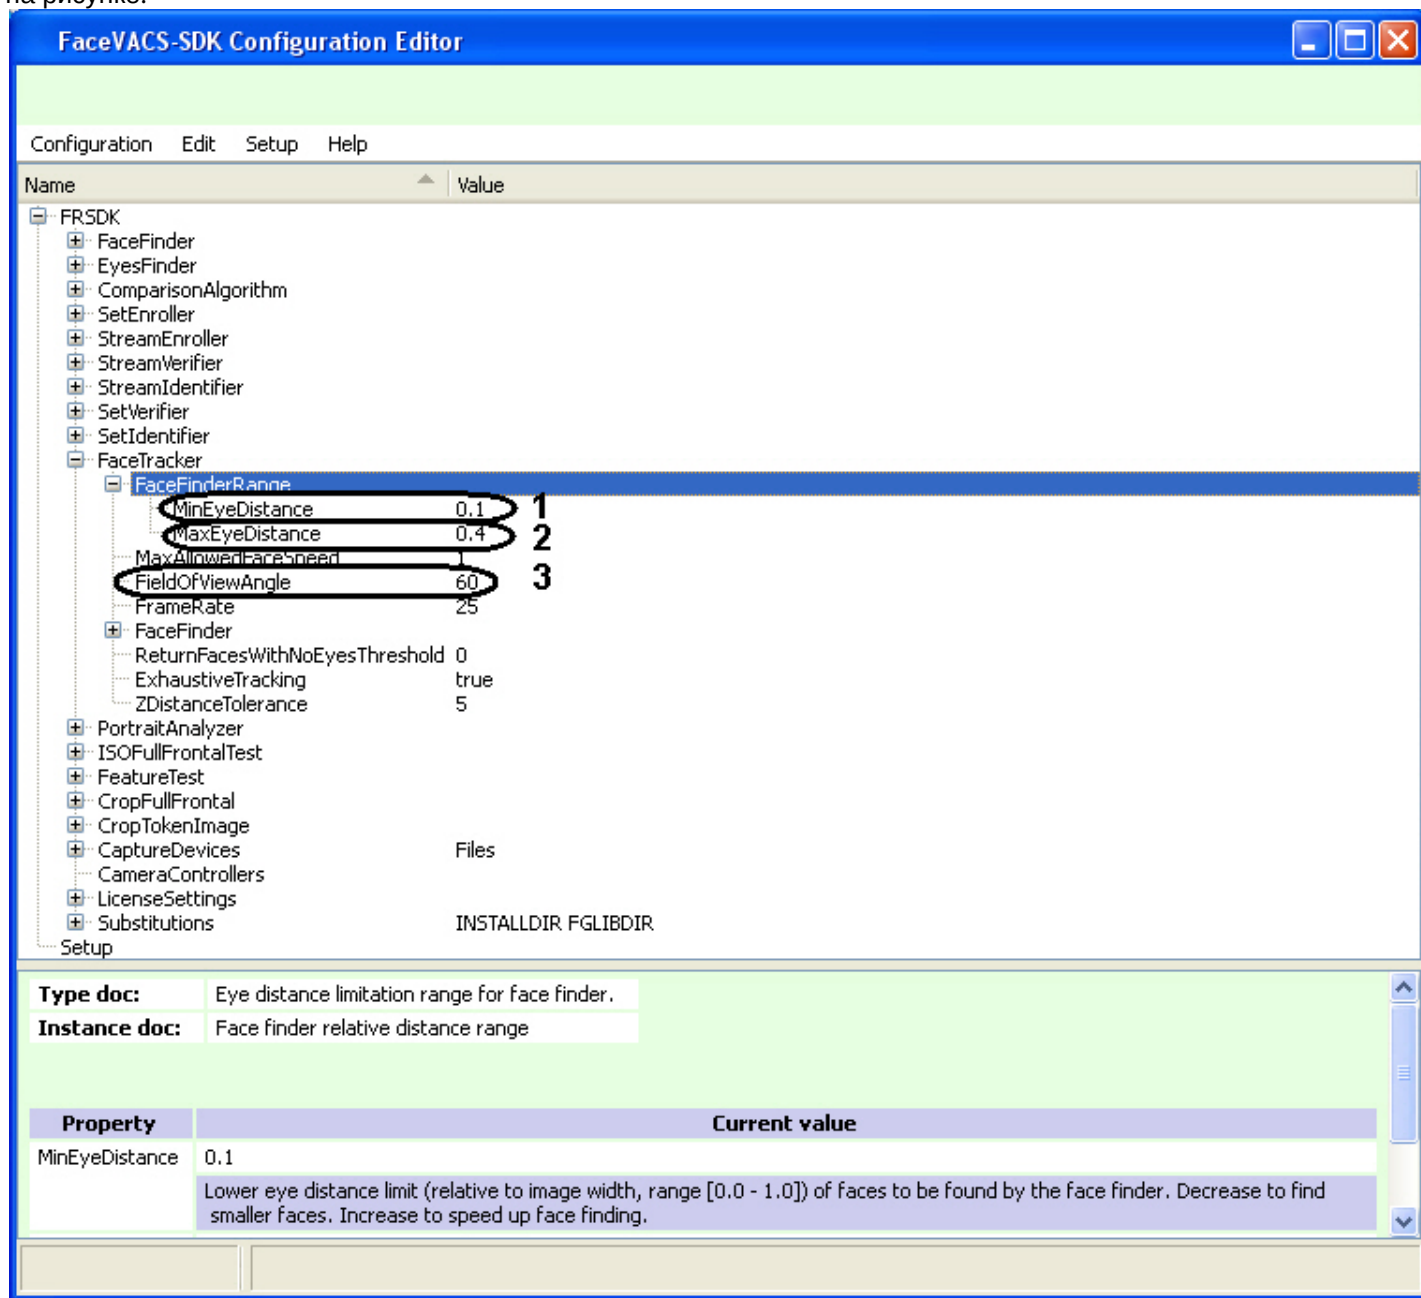 на рисунке.
FaceVACS-SDK Configuration Editor
Configuration Edit Setup Help
Name Value
FRSDK
FaceFinder
EyesFinder
ComparisonAlgorithm
SetEnroller
StreamEnroller
StreamVerifier
StreamIdentifier
SetVerifier
SetIdentifier
FaceTracker
FaceFinderRange
MinEyeDistance 0.1 1
MaxEyeDistance 0.4 2
MaxAllowedFaceSpeed 1
FieldOfViewAngle 60 3
FrameRate 25
FaceFinder
ReturnFacesWithNoEyesThreshold 0
ExhaustiveTracking true
ZDistanceTolerance 5
PortraitAnalyzer
ISOFullFrontalTest
FeatureTest
CropFullFrontal
CropTokenImage
CaptureDevices Files
CameraControllers
LicenseSettings
Substitutions INSTALLDIR FGLIBDIR
Setup
Type doc: Eye distance limitation range for face finder.
Instance doc: Face finder relative distance range
Property Current value
MinEyeDistance 0.1
Lower eye distance limit (relative to image width, range [0.0 - 1.0]) of faces to be found by the face finder. Decrease to find
smaller faces. Increase to speed up face finding.